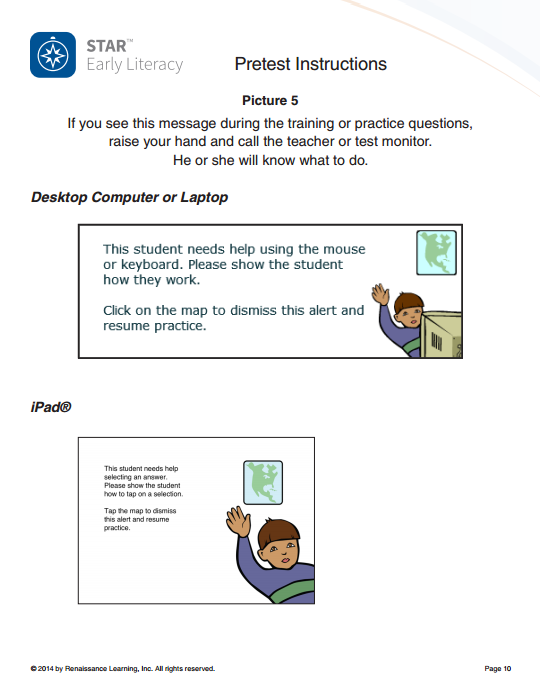 STAR™
Early Literacy
Pretest Instructions
Picture 5
If you see this message during the training or practice questions,
raise your hand and call the teacher or test monitor.
He or she will know what to do.
Desktop Computer or Laptop
This student needs help using the mouse
or keyboard. Please show the student
how they work.
Click on the map to dismiss this alert and
resume practice.
iPad®
This student needs help
selecting an answer.
Please show the student
how to tap on a selection.
Tap the map to dismiss
this alert and resume
practice.
© 2014 by Renaissance Learning, Inc. All rights reserved.
Page 10